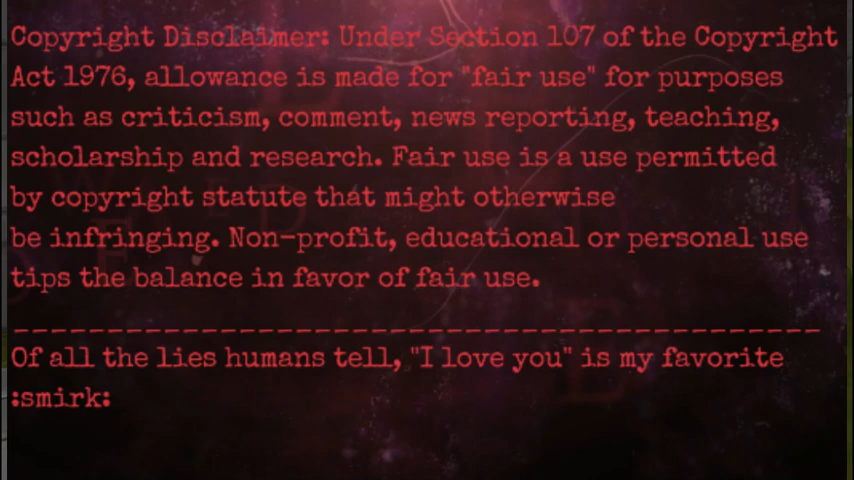 Copyright Disclaimer: Under Section 107 of the Copyright
Act 1976, allowance is made for "fair use" for purposes
such as criticism, comment, news reporting, teaching,
scholarship and research. Fair use is a use permitted
by copyright statute that might otherwise
be infringing. Non-profit, educational or personal use
tips the balance in favor of fair use.
____________________________________________
Of all the lies humans tell, "I love you" is my favorite
:smirk: